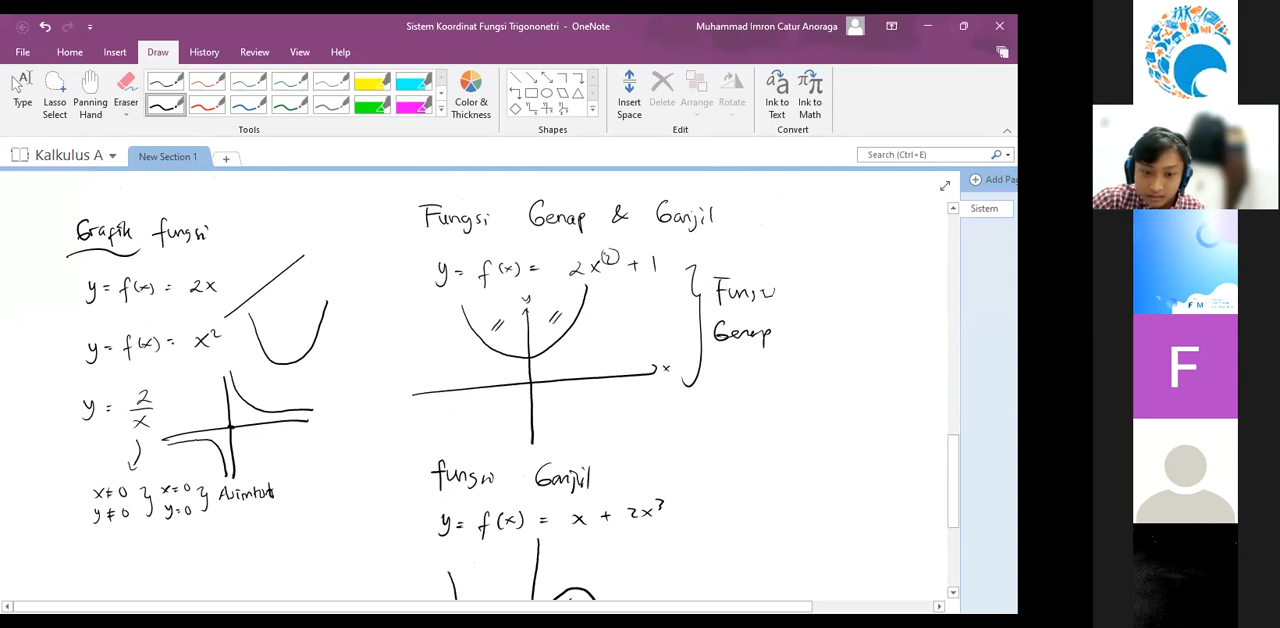 Sistem Koordinat Fungsi Trigononetri - OneNote
Muhammad Imron Catur Anoraga
File Home Insert Draw History Review View Help
Type
Lasso Select
Panning Hand
Eraser
Color & Thickness
Insert Space
Delete
Arrange
Rotate
Ink to Text
Ink to Math
Tools
Shapes
Edit
Convert
Kalkulus A
New Section 1
+
Search (Ctrl+E)
Add Pag
Sistem
Grafik fungsi
y = f(x) = 2x
y = f(x) = x²
y = 2/x
x ≠ 0 } x = 0 } Asimtot
y ≠ 0 } y = 0 }
Fungsi Genap & Ganjil
y = f(x) = 2x² + 1
y
x
Fungsi
Genap
fungsi Ganjil
y = f(x) = x + 2x³
F